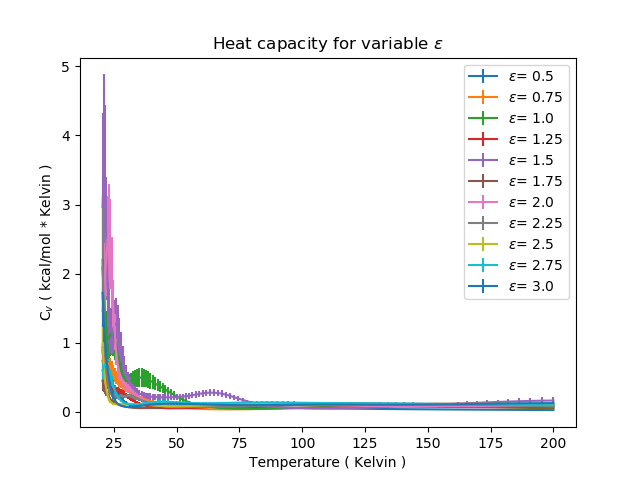 Heat capacity for variable ε
5
4
3
2
1
0
C_v ( kcal/mol * Kelvin )
ε= 0.5
ε= 0.75
ε= 1.0
ε= 1.25
ε= 1.5
ε= 1.75
ε= 2.0
ε= 2.25
ε= 2.5
ε= 2.75
ε= 3.0
25 50 75 100 125 150 175 200
Temperature ( Kelvin )